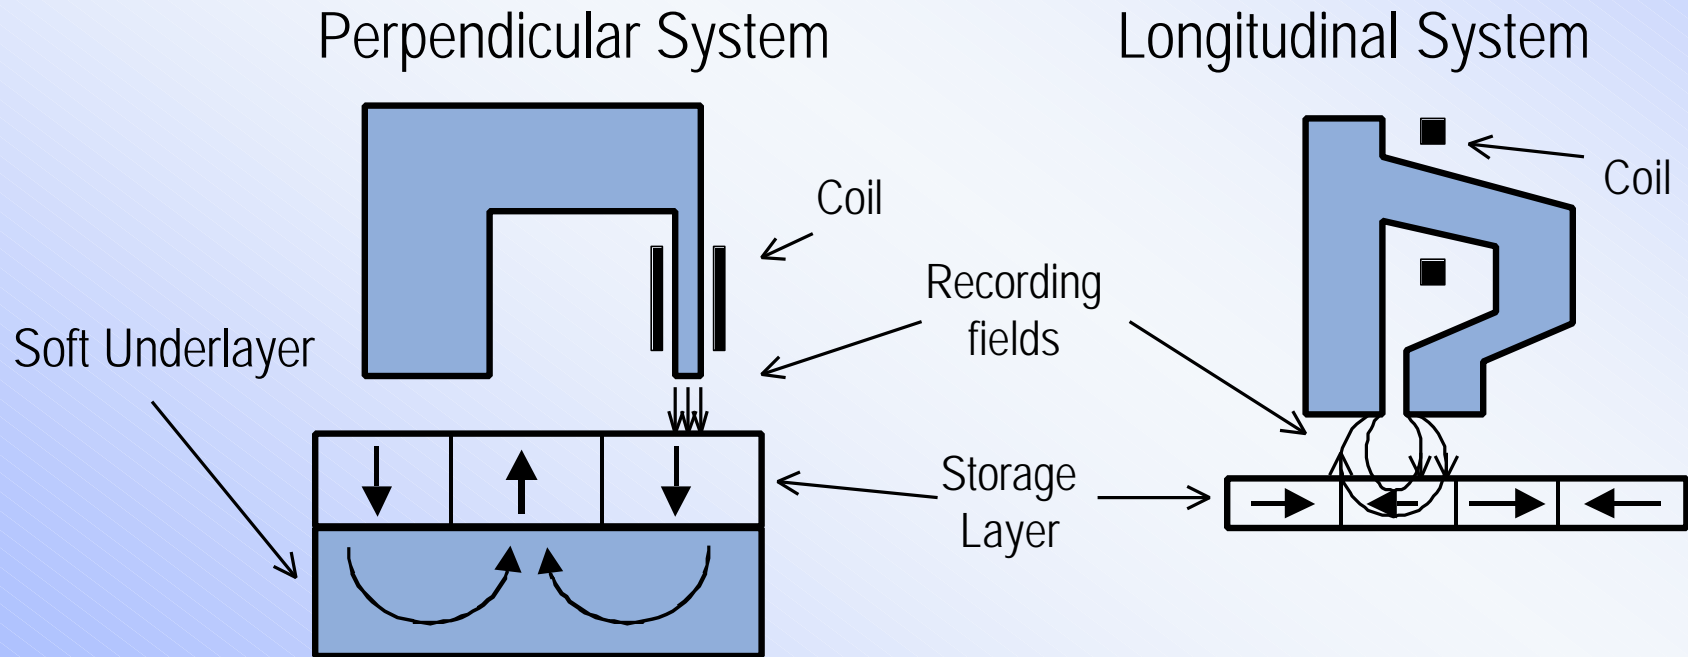 Perpendicular System
Longitudinal System
Coil
Coil
Recording
fields
Soft Underlayer
Storage
Layer